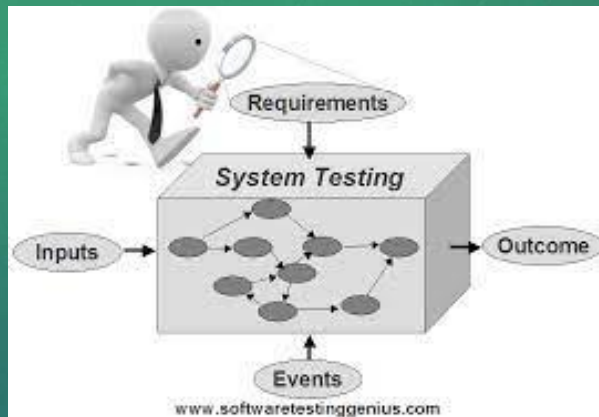 Requirements
System Testing
Inputs
Outcome
Events
www.softwaretestinggenius.com